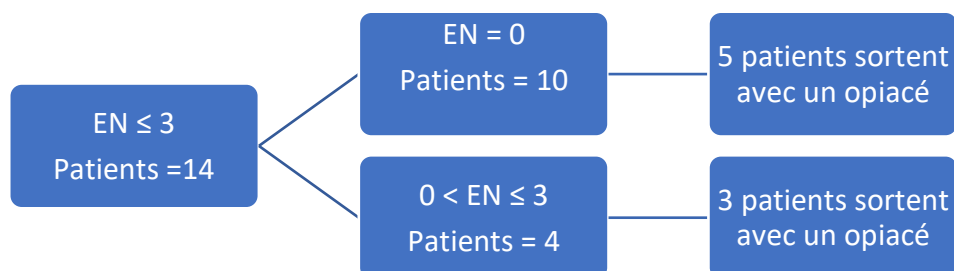 EN ≤ 3
Patients =14
EN = 0
Patients = 10
5 patients sortent
avec un opiacé
0 < EN ≤ 3
Patients = 4
3 patients sortent
avec un opiacé